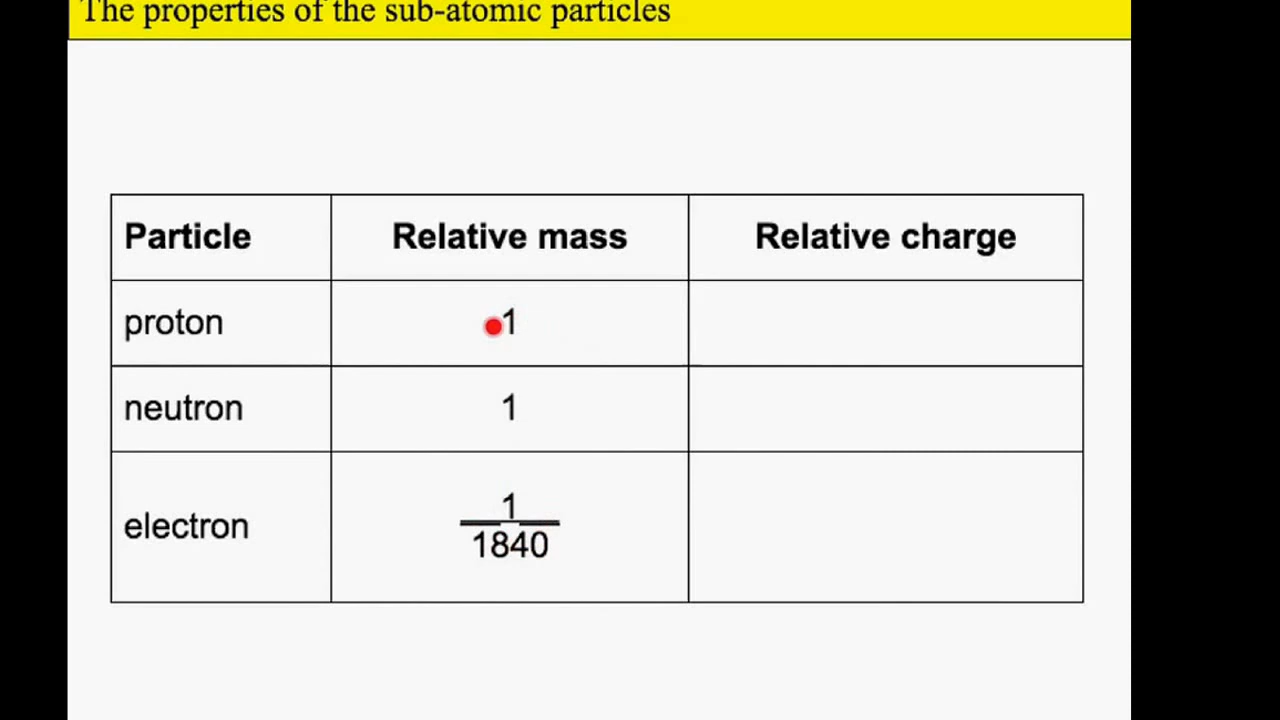 The properties of the sub-atomic particles
Particle Relative mass Relative charge
proton 1
neutron 1
electron 1
1840